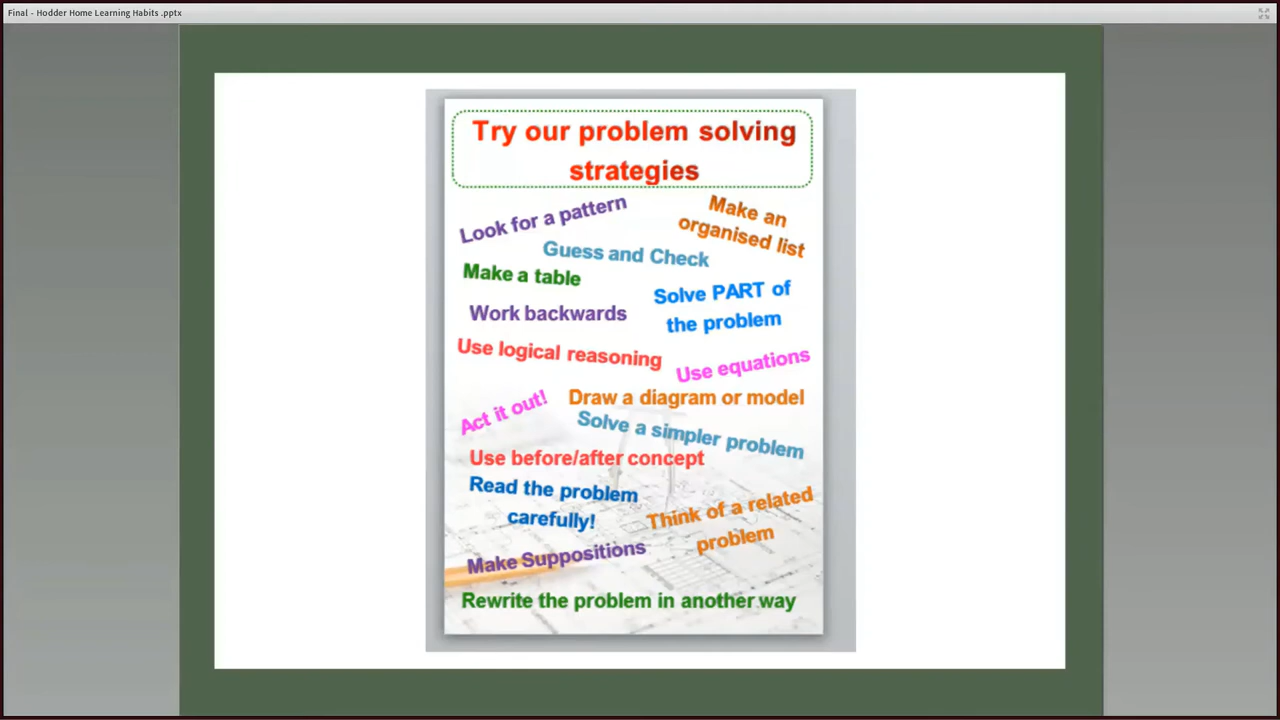 Final - Hodder Home Learning Habits .pptx
Try our problem solving
strategies
Look for a pattern
Make an
organised list
Guess and Check
Make a table
Solve PART of
the problem
Work backwards
Use logical reasoning
Use equations
Act it out!
Draw a diagram or model
Solve a simpler problem
Use before/after concept
Read the problem
carefully!
Think of a related
problem
Make Suppositions
Rewrite the problem in another way